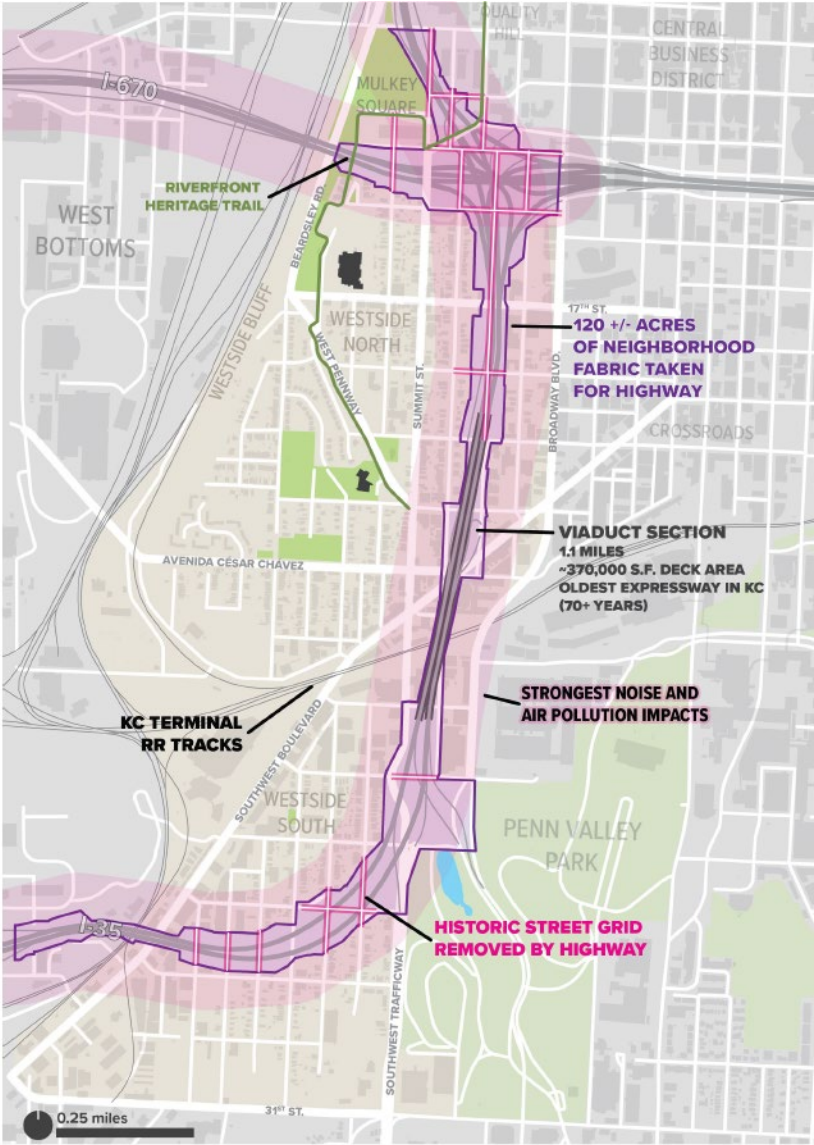 QUALITY
HILL
CENTRAL
BUSINESS
DISTRICT
I-670
MULKEY
SQUARE
RIVERFRONT
HERITAGE TRAIL
WEST
BOTTOMS
BEARDSLEY RD.
WESTSIDE BLUFF
17TH ST.
WESTSIDE
NORTH
120 +/- ACRES
OF NEIGHBORHOOD
FABRIC TAKEN
FOR HIGHWAY
WEST PENNWAY
SUMMIT ST.
BROADWAY BLVD.
CROSSROADS
VIADUCT SECTION
1.1 MILES
~370,000 S.F. DECK AREA
OLDEST EXPRESSWAY IN KC
(70+ YEARS)
AVENIDA CÉSAR CHÁVEZ
STRONGEST NOISE AND
AIR POLLUTION IMPACTS
KC TERMINAL
RR TRACKS
SOUTHWEST BOULEVARD
WESTSIDE
SOUTH
PENN VALLEY
PARK
I-35
HISTORIC STREET GRID
REMOVED BY HIGHWAY
SOUTHWEST TRAFFICWAY
31ST ST.
0.25 miles